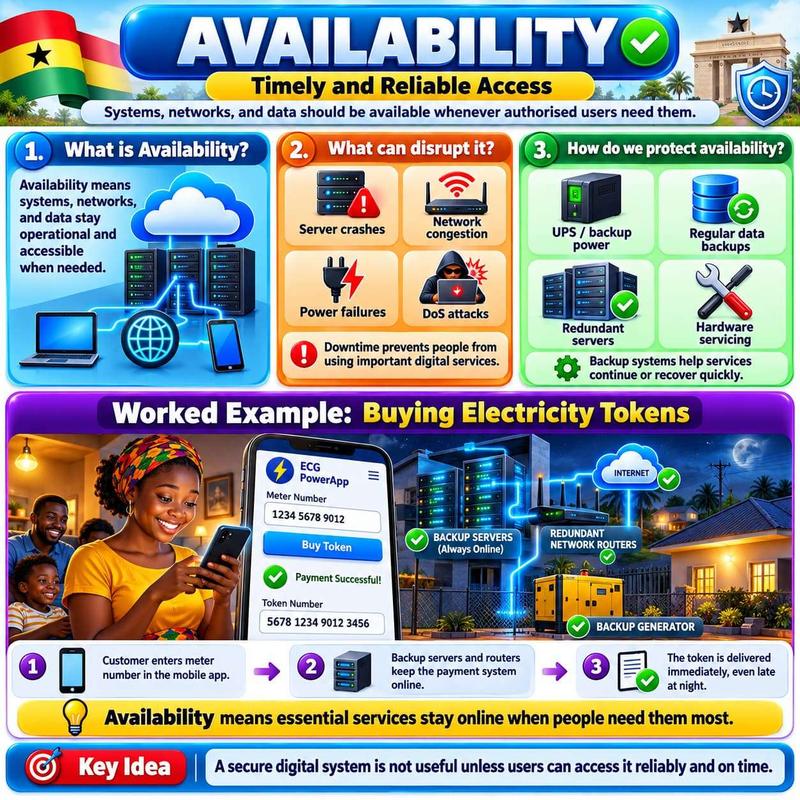 AVAILABILITY
Timely and Reliable Access
Systems, networks, and data should be available whenever authorised users need them.
1. What is Availability?
Availability means
systems, networks,
and data stay
operational and
accessible
when needed.
2. What can disrupt it?
Server crashes
Network
congestion
Power failures
DoS attacks
Downtime prevents people from
using important digital services.
3. How do we protect availability?
UPS / backup
power
Regular data
backups
Redundant
servers
Hardware
servicing
Backup systems help services
continue or recover quickly.
Worked Example: Buying Electricity Tokens
ECG
PowerApp
Meter Number
1234 5678 9012
Buy Token
Payment Successful!
Token Number
5678 1234 9012 3456
INTERNET
BACKUP SERVERS
(Always Online)
REDUNDANT
NETWORK ROUTERS
BACKUP GENERATOR
1
Customer enters meter
number in the mobile app.
2
Backup servers and routers
keep the payment system
online.
3
The token is delivered
immediately, even late
at night.
Availability means essential services stay online when people need them most.
Key Idea
A secure digital system is not useful unless users can access it reliably and on time.